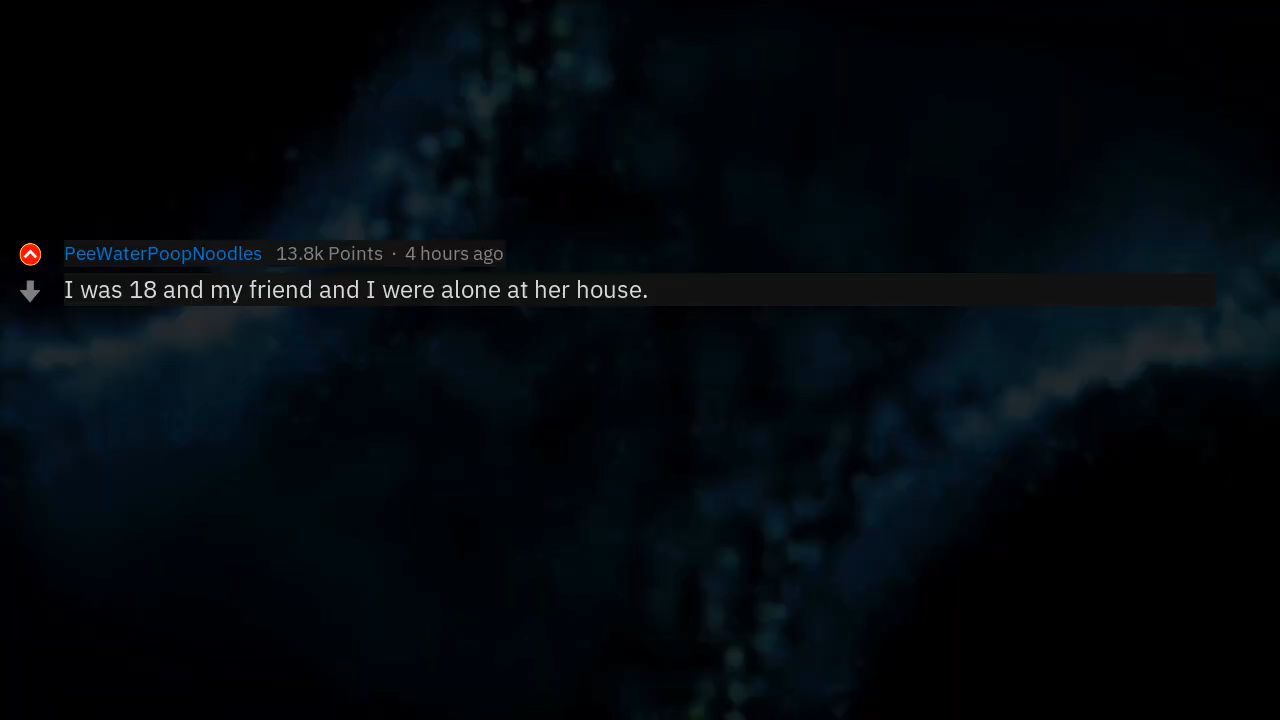 PeeWaterPoopNoodles 13.8k Points · 4 hours ago
I was 18 and my friend and I were alone at her house.